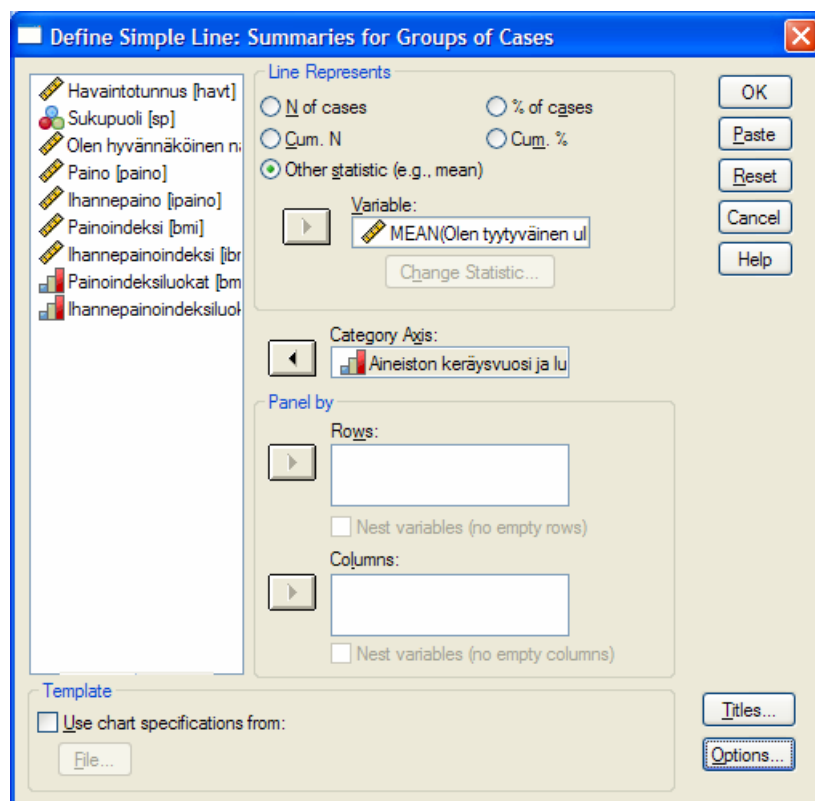 Define Simple Line: Summaries for Groups of Cases
Havaintotunnus [havt]
Sukupuoli [sp]
Olen hyvännäköinen nä
Paino [paino]
Ihannepaino [ipaino]
Painoindeksi [bmi]
Ihannepainoindeksi [ibr
Painoindeksiluokat [bm
Ihannepainoindeksiluok
Line Represents
N of cases
% of cases
Cum. N
Cum. %
Other statistic (e.g., mean)
Variable:
MEAN(Olen tyytyväinen ul
Change Statistic...
Category Axis:
Aineiston keräysvuosi ja lu
Panel by
Rows:
Nest variables (no empty rows)
Columns:
Nest variables (no empty columns)
OK
Paste
Reset
Cancel
Help
Template
Use chart specifications from:
File...
Titles...
Options...